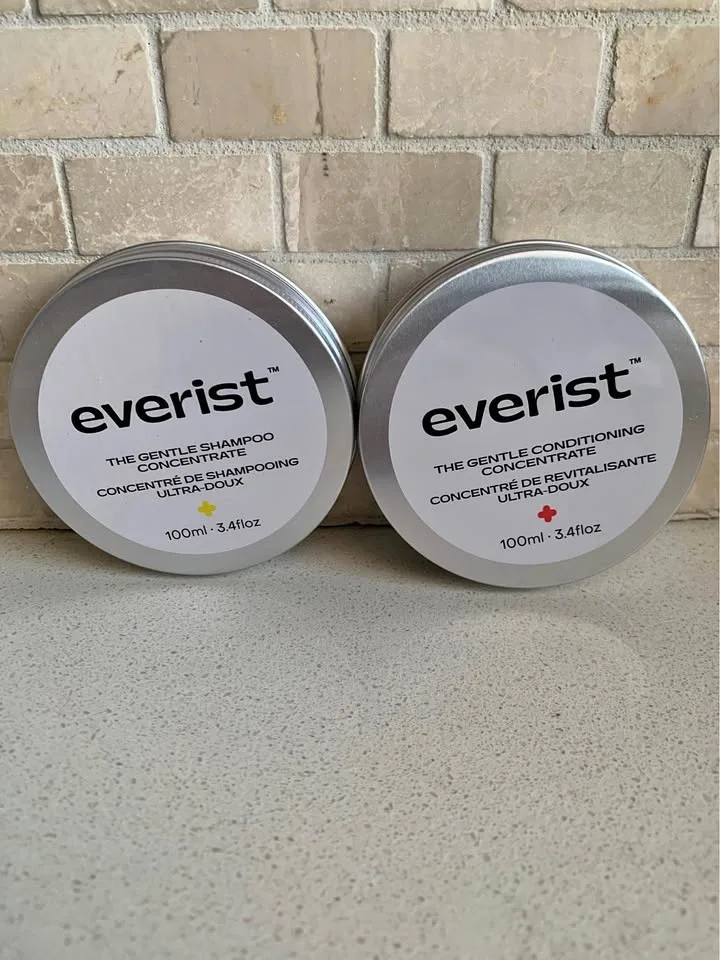 everist™
THE GENTLE SHAMPOO
CONCENTRATE
CONCENTRÉ DE SHAMPOOING
ULTRA-DOUX
100ml · 3.4floz
everist™
THE GENTLE CONDITIONING
CONCENTRATE
CONCENTRÉ DE REVITALISANTE
ULTRA-DOUX
100ml · 3.4floz